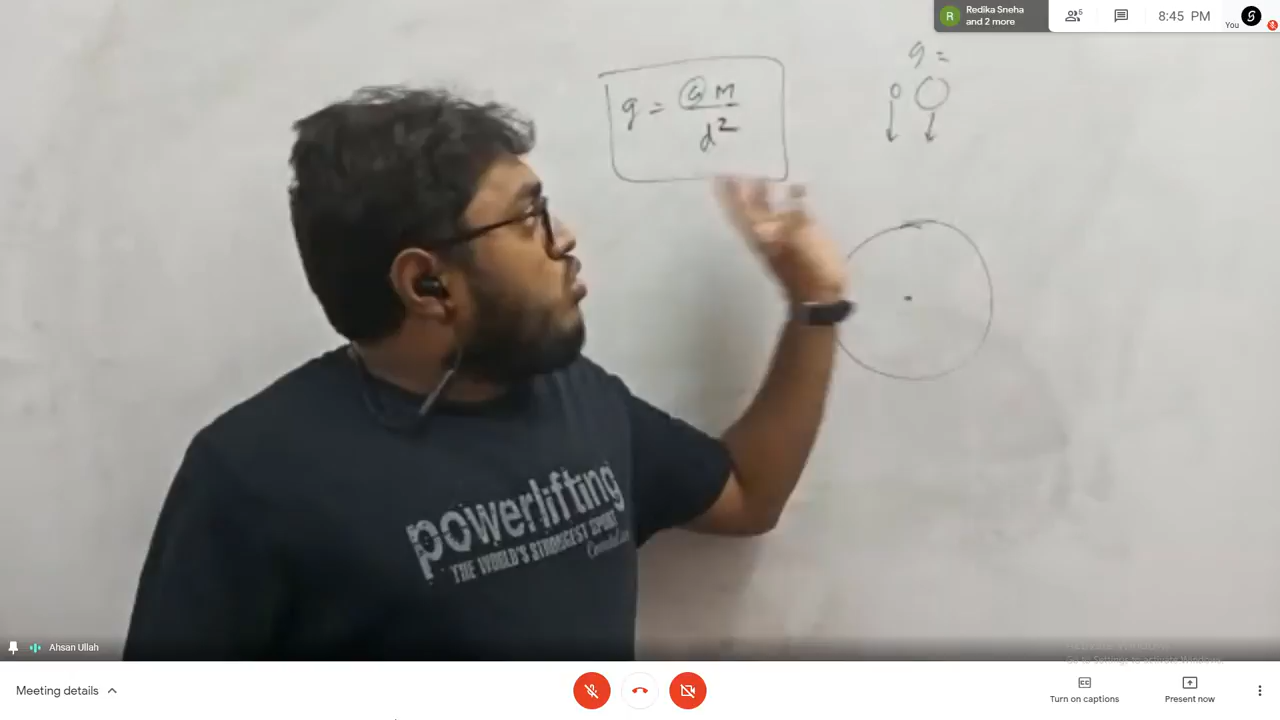 Redika Sneha
and 2 more
R
5
8:45 PM
You
g =
g = GM
d²
powerlifting
THE WORLD'S STRONGEST SPORT
Ahsan Ullah
Meeting details
Turn on captions
Present now